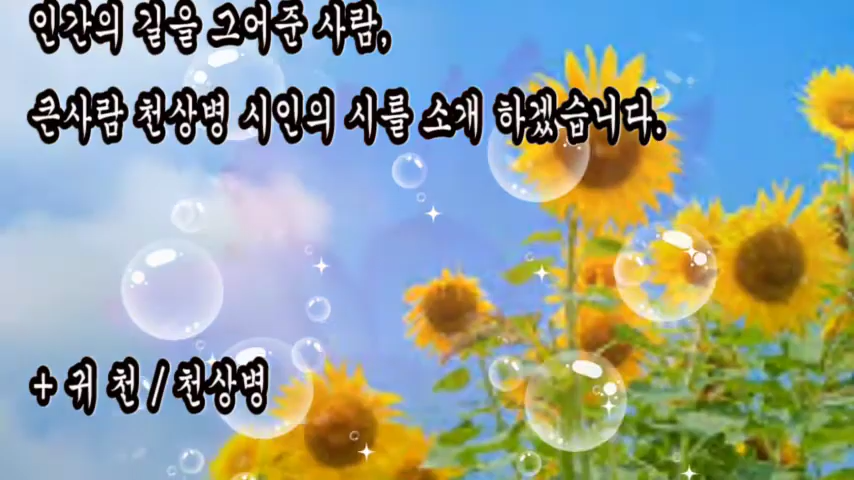 인간의 길을 그어준 사람,
큰사람 천상병 시인의 시를 소개 하겠습니다.
+ 귀 천 / 천상병